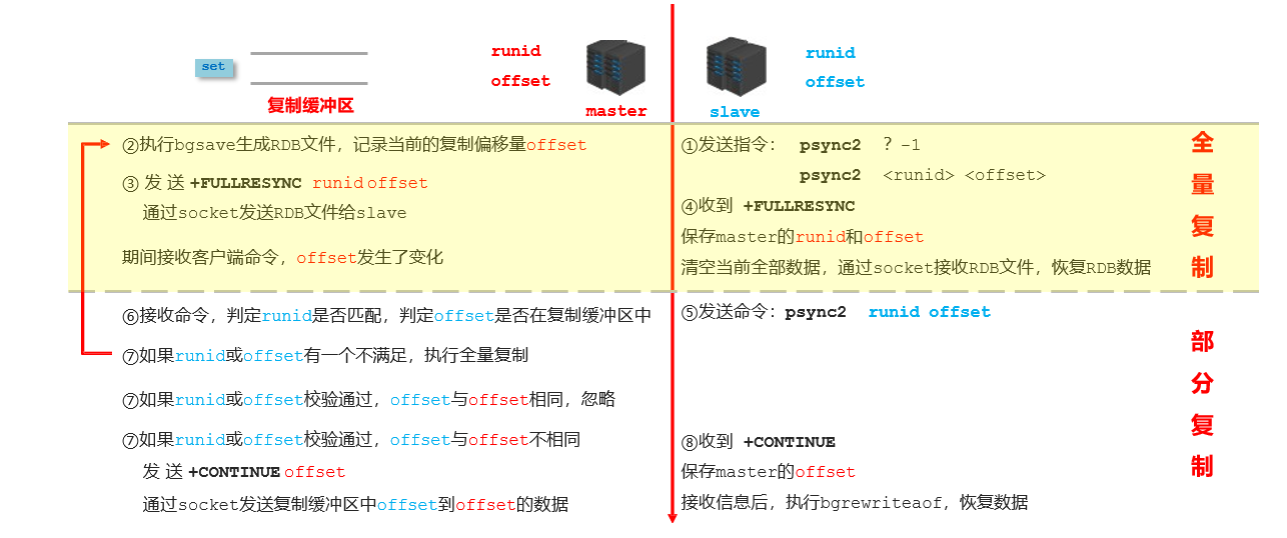 set
复制缓冲区
runid
offset
master
slave
runid
offset
②执行bgsave生成RDB文件，记录当前的复制偏移量offset
③ 发 送 +FULLRESYNC runid offset
通过socket发送RDB文件给slave
期间接收客户端命令，offset发生了变化
①发送指令： psync2 ? -1
psync2 <runid> <offset>
④收到 +FULLRESYNC
保存master的runid和offset
清空当前全部数据，通过socket接收RDB文件，恢复RDB数据
全
量
复
制
⑥接收命令，判定runid是否匹配，判定offset是否在复制缓冲区中
⑦如果runid或offset有一个不满足，执行全量复制
⑦如果runid或offset校验通过，offset与offset相同，忽略
⑦如果runid或offset校验通过，offset与offset不相同
发 送 +CONTINUE offset
通过socket发送复制缓冲区中offset到offset的数据
⑤发送命令：psync2 runid offset
⑧收到 +CONTINUE
保存master的offset
接收信息后，执行bgrewriteaof，恢复数据
部
分
复
制